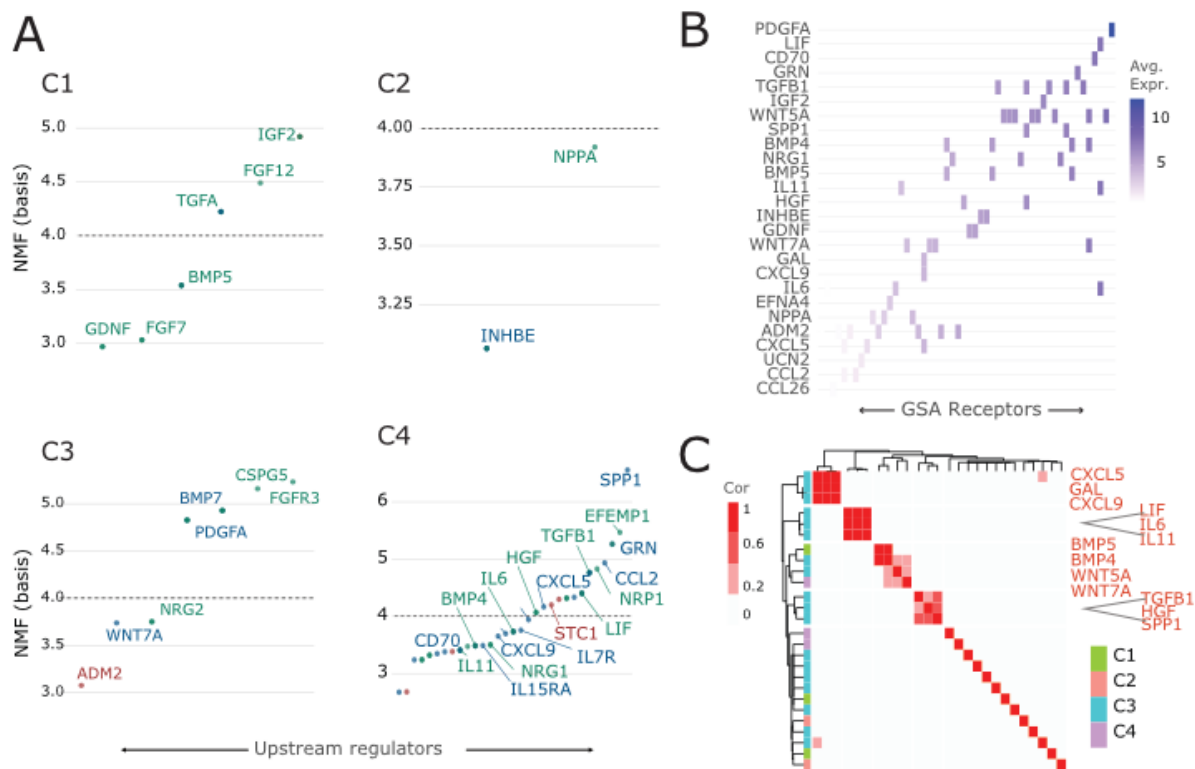 A
C1
5.0
4.5
4.0
3.5
3.0
NMF (basis)
IGF2
FGF12
TGFA
BMP5
GDNF
FGF7
C2
4.00
3.75
3.50
3.25
NPPA
INHBE
C3
5.0
4.5
4.0
3.5
3.0
NMF (basis)
CSPG5
FGFR3
BMP7
PDGFA
NRG2
WNT7A
ADM2
C4
6
5
4
3
SPP1
EFEMP1
TGFB1
GRN
HGF
IL6
CXCL5
CCL2
BMP4
NRP1
STC1
LIF
CD70
CXCL9
IL7R
IL11
NRG1
IL15RA
Upstream regulators
B
PDGFA
LIF
CD70
GRN
TGFB1
IGF2
WNT5A
SPP1
BMP4
NRG1
BMP5
IL11
HGF
INHBE
GDNF
WNT7A
GAL
CXCL9
IL6
EFNA4
NPPA
ADM2
CXCL5
UCN2
CCL2
CCL26
GSA Receptors
Avg.
Expr.
10
5
C
Cor
1
0.6
0.2
0
CXCL5
GAL
CXCL9
LIF
IL6
IL11
BMP5
BMP4
WNT5A
WNT7A
TGFB1
HGF
SPP1
C1
C2
C3
C4